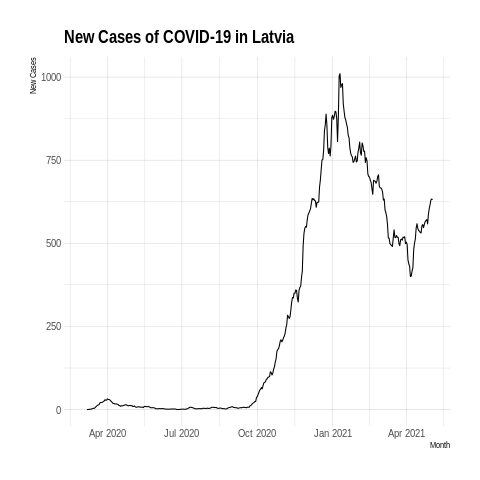 New Cases of COVID-19 in Latvia
New Cases
1000
750
500
250
0
Apr 2020 Jul 2020 Oct 2020 Jan 2021 Apr 2021
Month